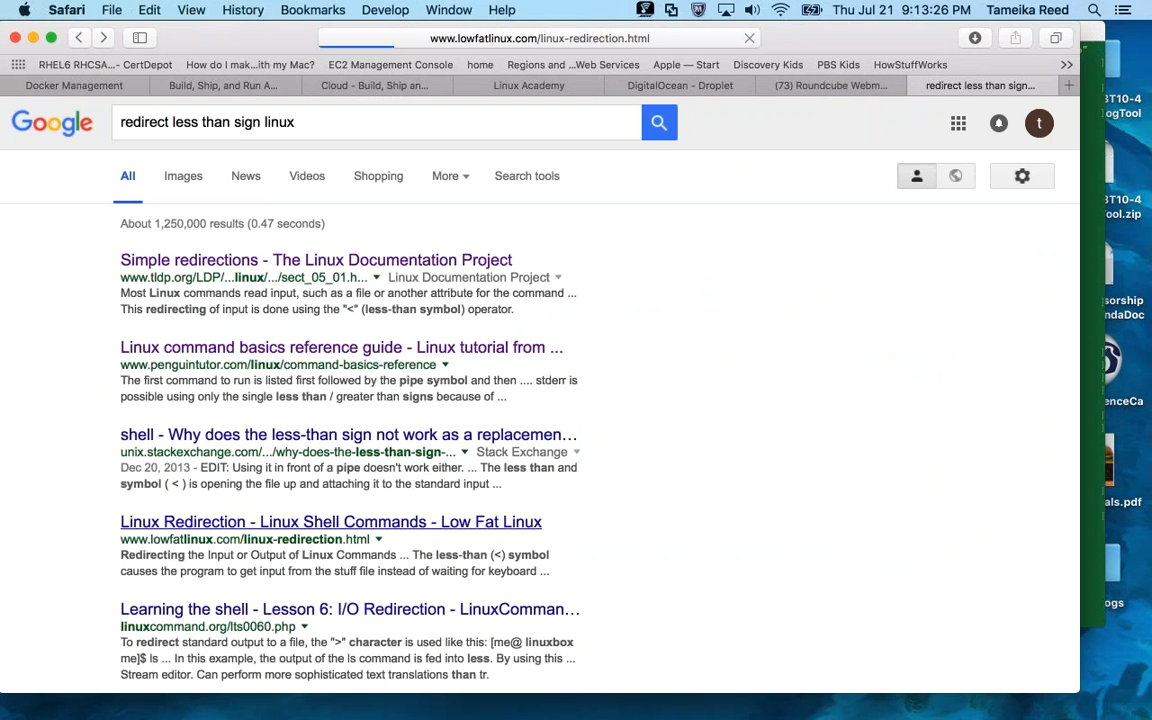 Safari File Edit View History Bookmarks Develop Window Help Thu Jul 21 9:13:26 PM Tameika Reed
www.lowfatlinux.com/linux-redirection.html
RHEL6 RHCSA...- CertDepot How do I mak...ith my Mac? EC2 Management Console home Regions and ...Web Services Apple — Start Discovery Kids PBS Kids HowStuffWorks >>
Docker Management Build, Ship, and Run A... Cloud - Build, Ship an... Linux Academy DigitalOcean - Droplet (73) Roundcube Webm... redirect less than sign... +
Google redirect less than sign linux t
All Images News Videos Shopping More Search tools
About 1,250,000 results (0.47 seconds)
Simple redirections - The Linux Documentation Project
www.tldp.org/LDP/...linux/.../sect_05_01.h... Linux Documentation Project
Most Linux commands read input, such as a file or another attribute for the command ...
This redirecting of input is done using the "<" (less-than symbol) operator.
Linux command basics reference guide - Linux tutorial from ...
www.penguintutor.com/linux/command-basics-reference
The first command to run is listed first followed by the pipe symbol and then .... stderr is
possible using only the single less than / greater than signs because of ...
shell - Why does the less-than sign not work as a replacemen...
unix.stackexchange.com/.../why-does-the-less-than-sign-... Stack Exchange
Dec 20, 2013 - EDIT: Using it in front of a pipe doesn't work either. ... The less than and
symbol ( < ) is opening the file up and attaching it to the standard input ...
Linux Redirection - Linux Shell Commands - Low Fat Linux
www.lowfatlinux.com/linux-redirection.html
Redirecting the Input or Output of Linux Commands ... The less-than (<) symbol
causes the program to get input from the stuff file instead of waiting for keyboard ...
Learning the shell - Lesson 6: I/O Redirection - LinuxComman...
linuxcommand.org/lts0060.php
To redirect standard output to a file, the ">" character is used like this: [me@ linuxbox
me]$ ls ... In this example, the output of the ls command is fed into less. By using this ...
Stream editor. Can perform more sophisticated text translations than tr.
3T10-4
ogTool
3T10-4
ool.zip
sorship
ndaDoc
enceCa
als.pdf
ogs